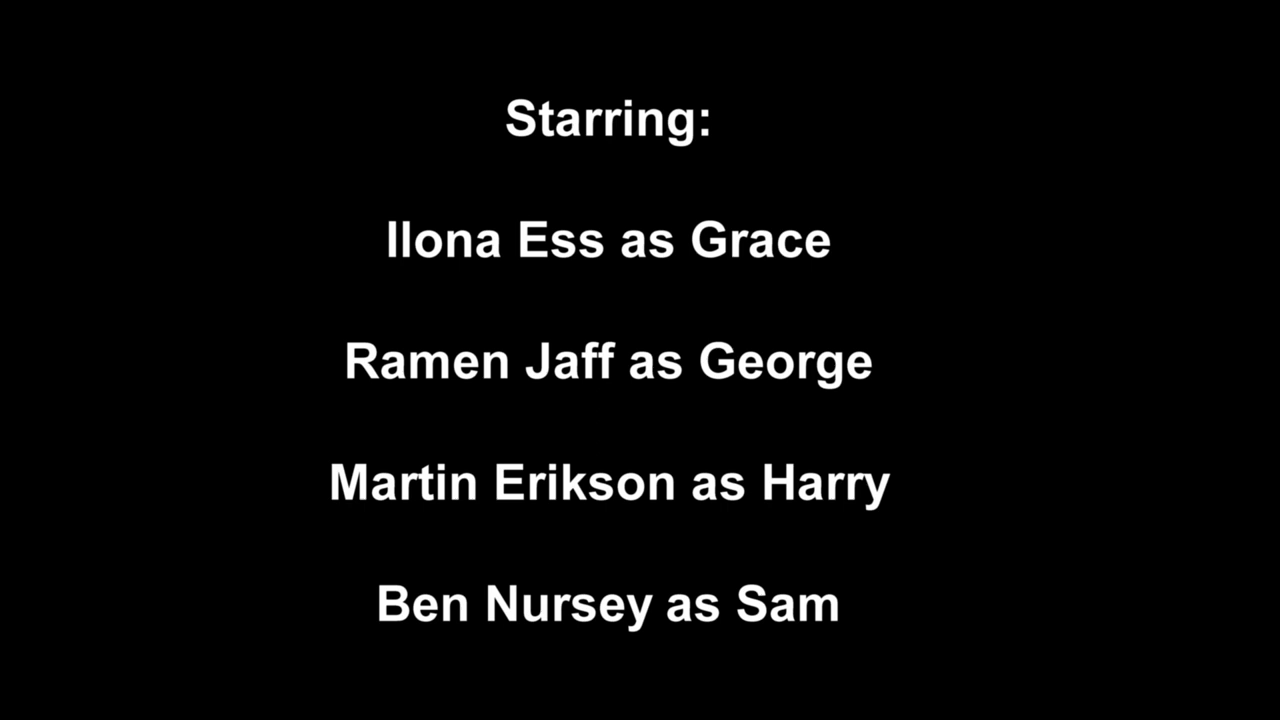 Starring:
Ilona Ess as Grace
Ramen Jaff as George
Martin Erikson as Harry
Ben Nursey as Sam